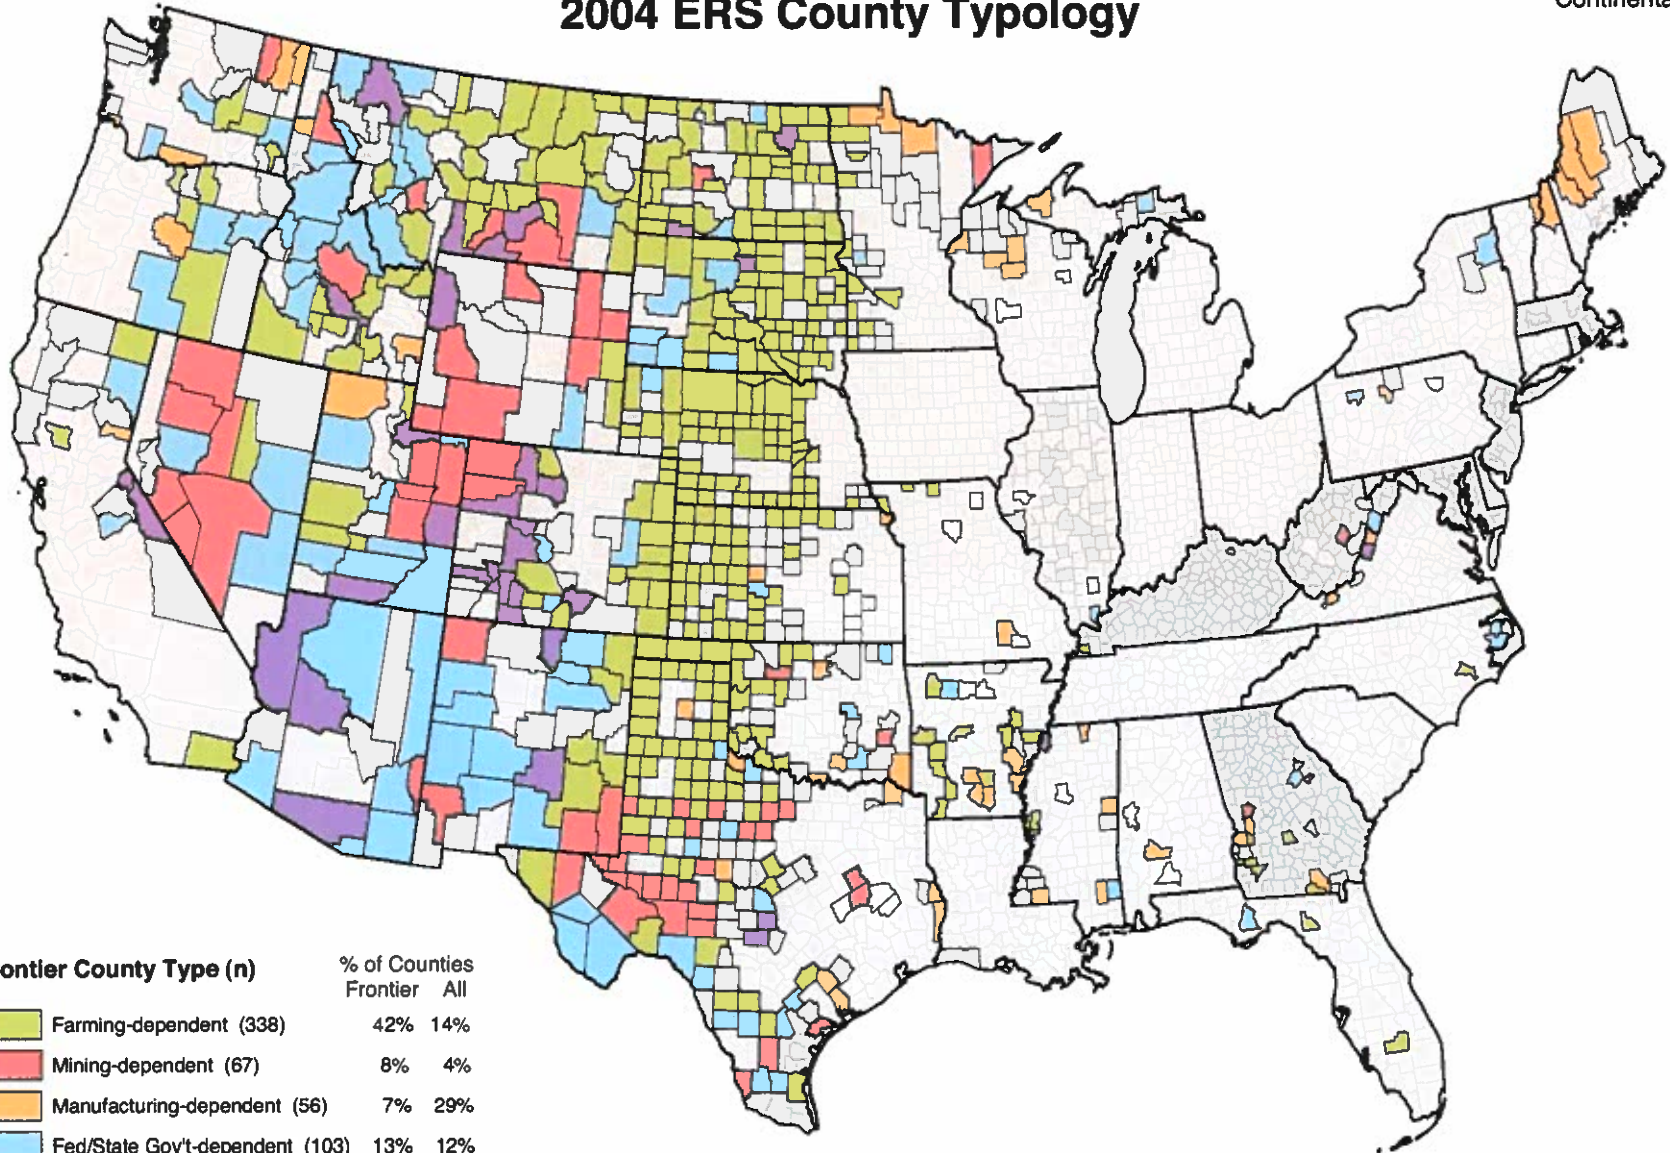 2004 ERS County Typology
ontier County Type (n)
% of Counties
Frontier All
Farming-dependent (338) 42% 14%
Mining-dependent (67) 8% 4%
Manufacturing-dependent (56) 7% 29%
Fed/State Gov't-dependent (103) 13% 12%